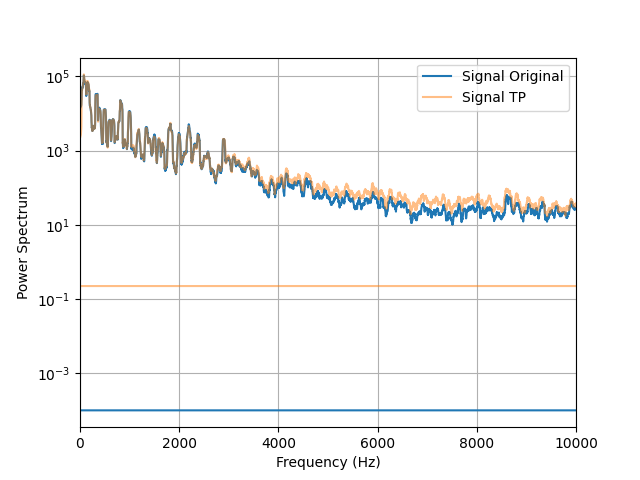 Signal Original
Signal TP
Power Spectrum
10^5
10^3
10^1
10^-1
10^-3
0 2000 4000 6000 8000 10000
Frequency (Hz)